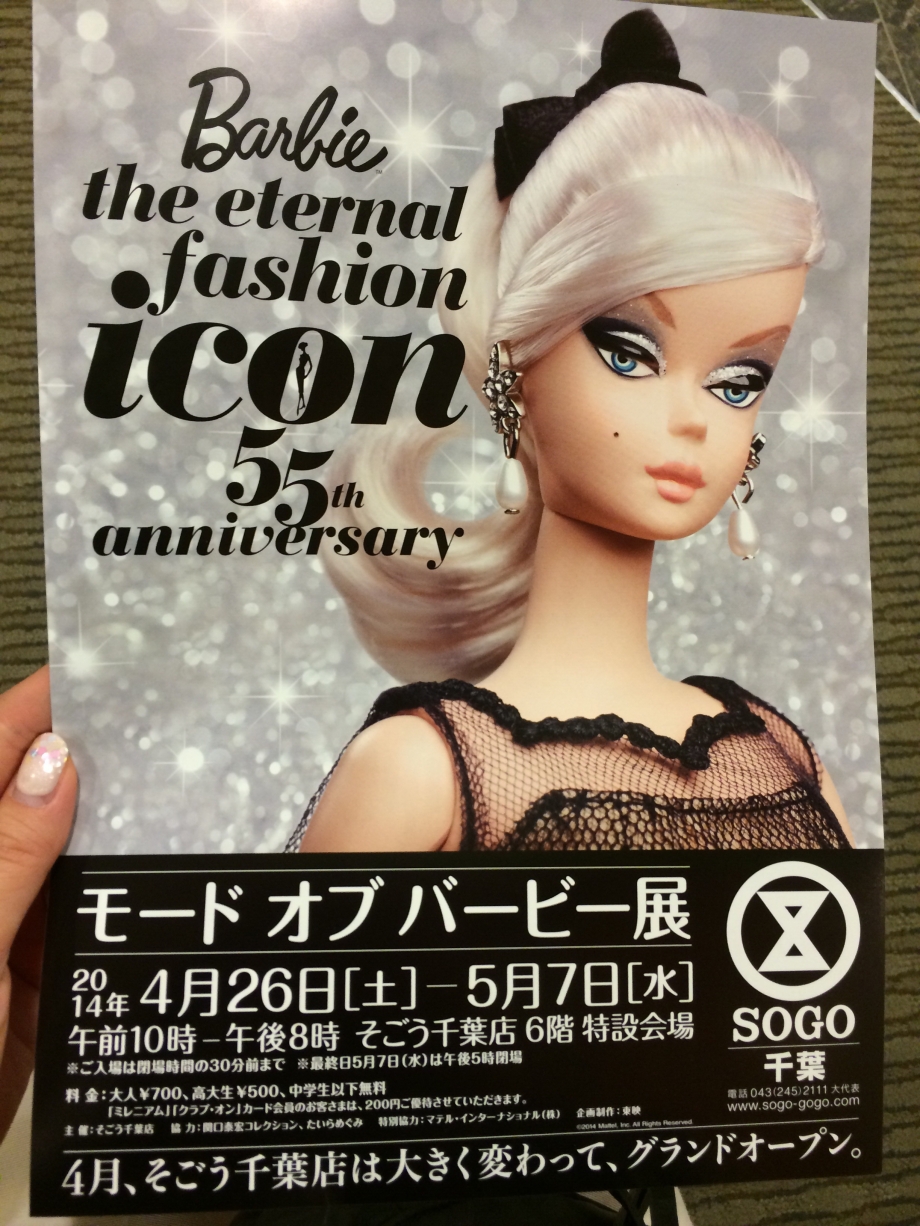 Barbie™
the eternal
fashion
icon
55th
anniversary
モード オブ バービー展
2014年 4月26日[土]—5月7日[水]
午前10時−午後8時 そごう千葉店 6階 特設会場
※ご入場は閉場時間の30分前まで ※最終日5月7日(水)は午後5時閉場
料 金：大人¥700、高大生¥500、中学生以下無料
「ミレニアム」「クラブ・オン」カード会員のお客さまは、200円ご優待させていただきます。
主 催：そごう千葉店 協 力：関口泰宏コレクション、たいらめぐみ 特別協力：マテル・インターナショナル(株) 企画制作：東映
©2014 Mattel, Inc. All Rights Reserved.
SOGO
千葉
電話 043(245)2111 大代表
www.sogo-gogo.com
4月、そごう千葉店は大きく変わって、グランドオープン。